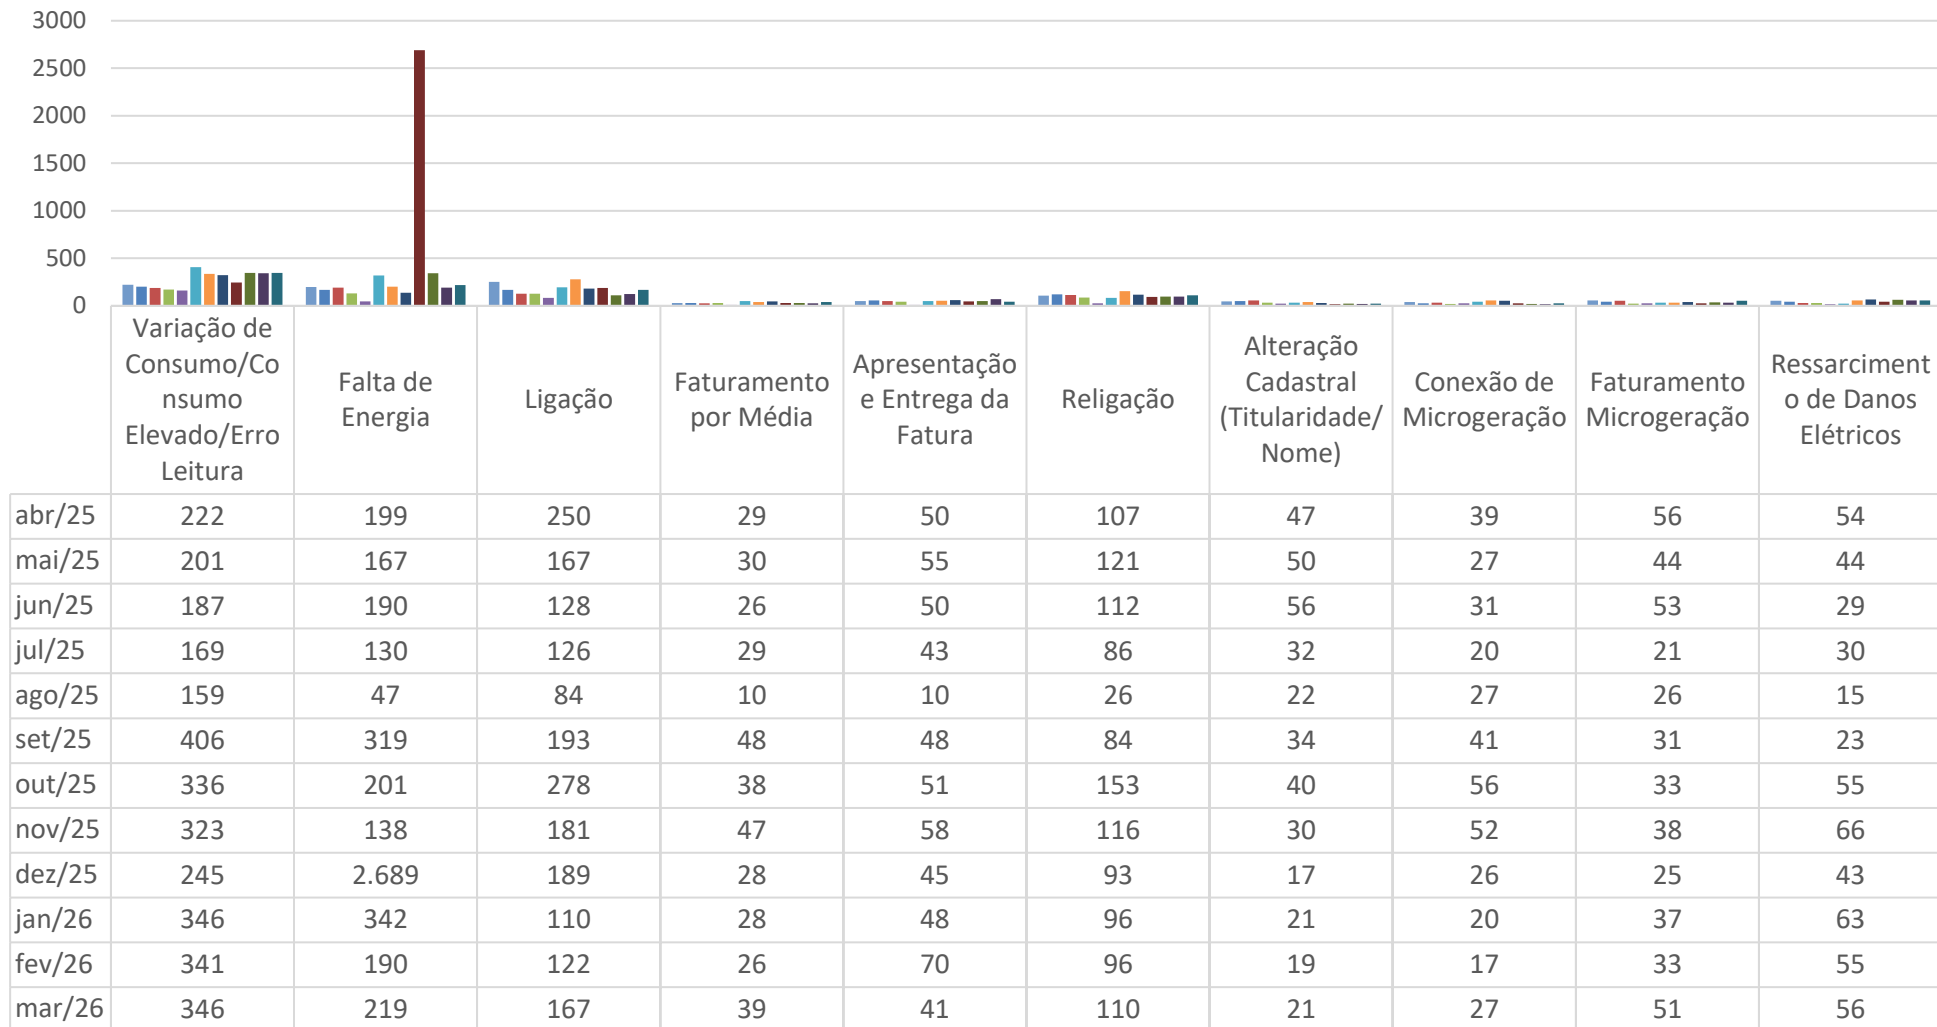 3000
2500
2000
1500
1000
500
0
Variação de
Consumo/Co
nsumo
Elevado/Erro
Leitura
Falta de
Energia
Ligação
Faturamento
por Média
Apresentação
e Entrega da
Fatura
Religação
Alteração
Cadastral
(Titularidade/
Nome)
Conexão de
Microgeração
Faturamento
Microgeração
Ressarciment
o de Danos
Elétricos
abr/25 222 199 250 29 50 107 47 39 56 54
mai/25 201 167 167 30 55 121 50 27 44 44
jun/25 187 190 128 26 50 112 56 31 53 29
jul/25 169 130 126 29 43 86 32 20 21 30
ago/25 159 47 84 10 10 26 22 27 26 15
set/25 406 319 193 48 48 84 34 41 31 23
out/25 336 201 278 38 51 153 40 56 33 55
nov/25 323 138 181 47 58 116 30 52 38 66
dez/25 245 2.689 189 28 45 93 17 26 25 43
jan/26 346 342 110 28 48 96 21 20 37 63
fev/26 341 190 122 26 70 96 19 17 33 55
mar/26 346 219 167 39 41 110 21 27 51 56